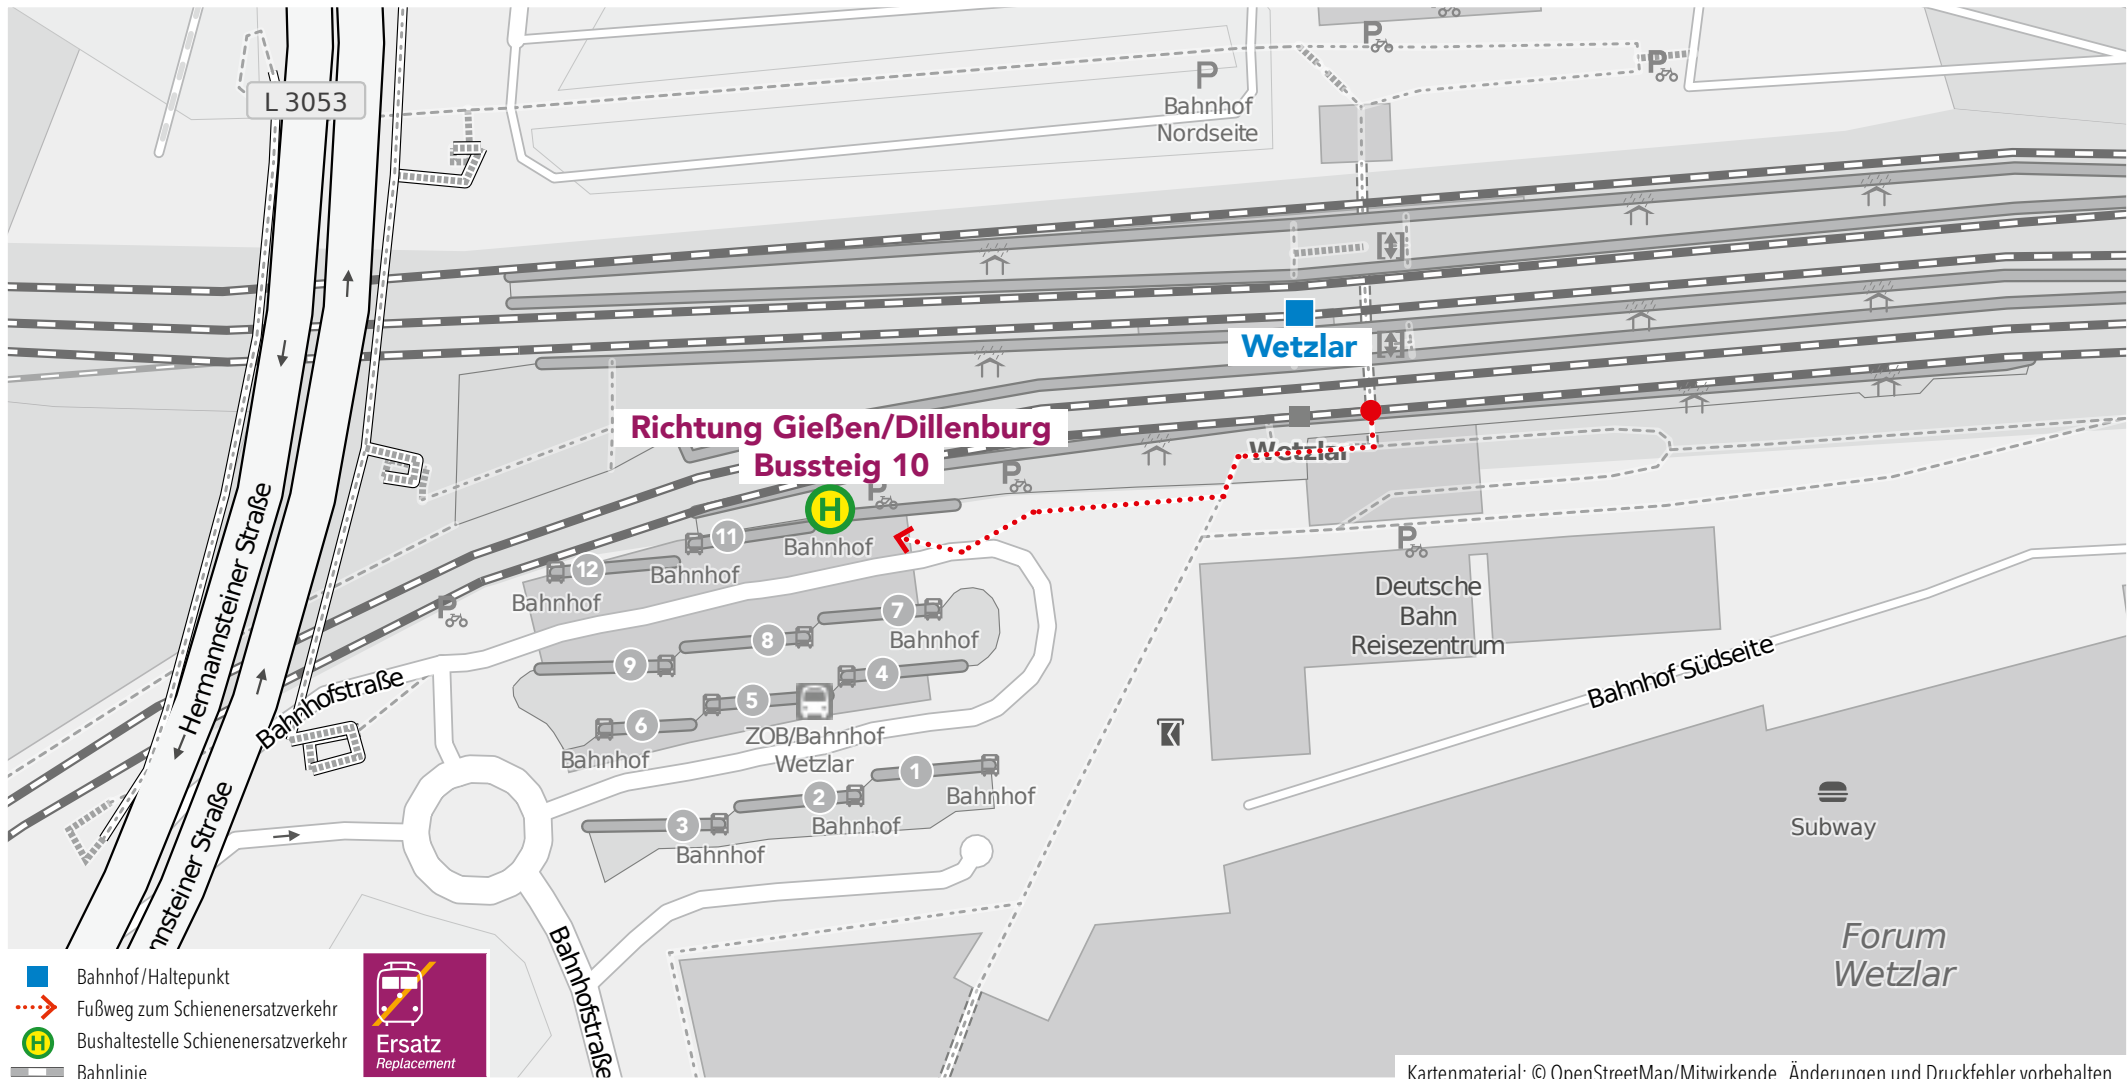 L 3053
P
P
P
Bahnhof
Nordseite
Wetzlar
Richtung Gießen/Dillenburg
Bussteig 10
Wetzlar
P
P
H
11
Bahnhof
12
Bahnhof
Bahnhof
P
P
Deutsche
Bahn
Reisezentrum
7
Bahnhof
8
9
4
5
6
Bahnhof
ZOB/Bahnhof
Wetzlar
1
Bahnhof
2
Bahnhof
3
Bahnhof
Hermannsteiner Straße
Bahnhofstraße
nnsteiner Straße
Bahnhof Südseite
Subway
Forum
Wetzlar
Bahnhofstraße
Bahnhof/Haltepunkt
Fußweg zum Schienenersatzverkehr
H
Bushaltestelle Schienenersatzverkehr
Bahnlinie
Ersatz
Replacement
Kartenmaterial: © OpenStreetMap/Mitwirkende Änderungen und Druckfehler vorbehalten